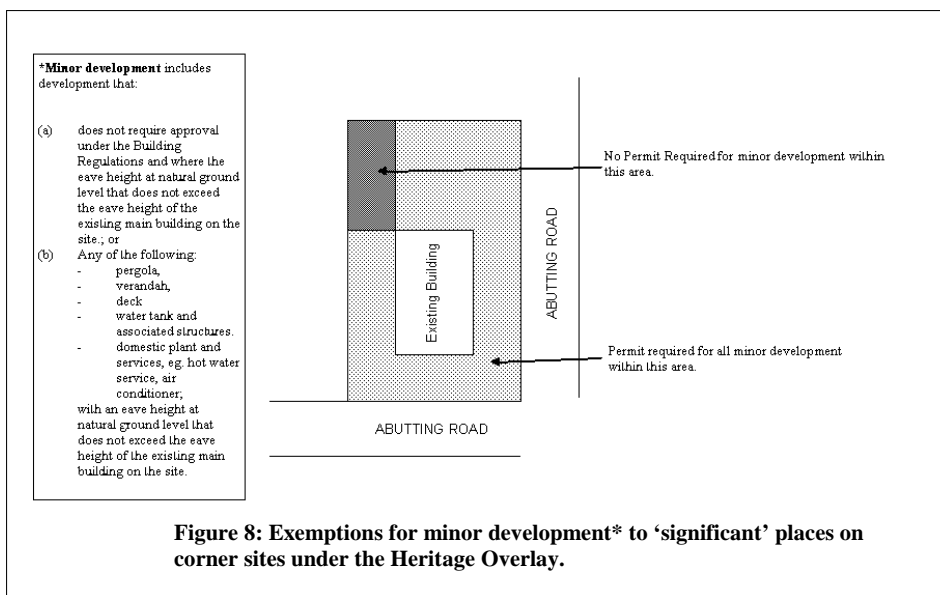 *Minor development includes
development that:
(a) does not require approval
under the Building
Regulations and where the
eave height at natural ground
level that does not exceed
the eave height of the
existing main building on the
site.; or
(b) Any of the following:
- pergola,
- verandah,
- deck
- water tank and
associated structures.
- domestic plant and
services, eg. hot water
service, air
conditioner;
with an eave height at
natural ground level that
does not exceed the eave
height of the existing main
building on the site.
No Permit Required for minor development within
this area.
Existing Building
ABUTTING ROAD
Permit required for all minor development
within this area.
ABUTTING ROAD
Figure 8: Exemptions for minor development* to ‘significant’ places on
corner sites under the Heritage Overlay.